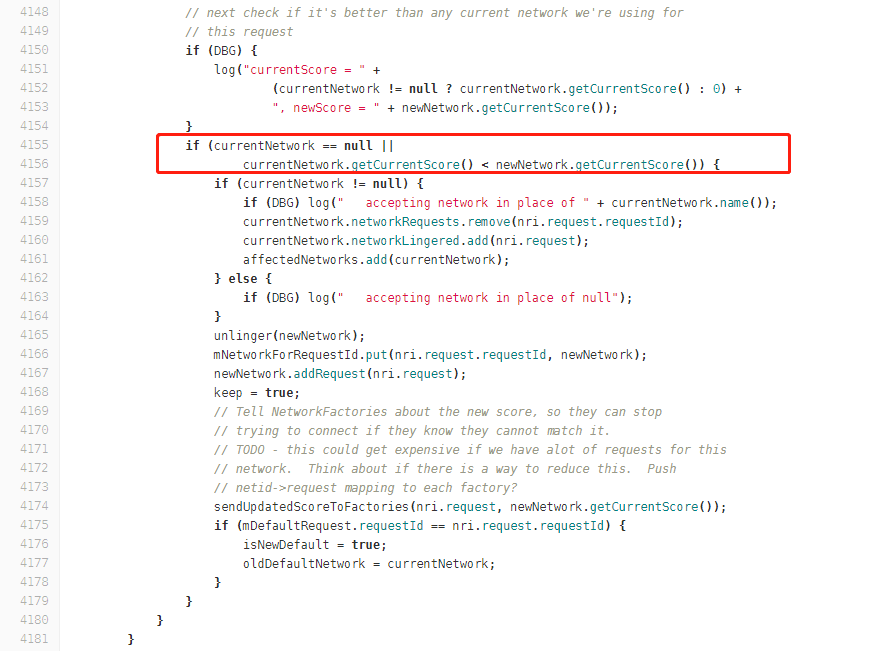 4148 // next check if it's better than any current network we're using for
4149 // this request
4150 if (DBG) {
4151 log("currentScore = " +
4152 (currentNetwork != null ? currentNetwork.getCurrentScore() : 0) +
4153 ", newScore = " + newNetwork.getCurrentScore());
4154 }
4155 if (currentNetwork == null ||
4156 currentNetwork.getCurrentScore() < newNetwork.getCurrentScore()) {
4157 if (currentNetwork != null) {
4158 if (DBG) log("   accepting network in place of " + currentNetwork.name());
4159 currentNetwork.networkRequests.remove(nri.request.requestId);
4160 currentNetwork.networkLingered.add(nri.request);
4161 affectedNetworks.add(currentNetwork);
4162 } else {
4163 if (DBG) log("   accepting network in place of null");
4164 }
4165 unlinger(newNetwork);
4166 mNetworkForRequestId.put(nri.request.requestId, newNetwork);
4167 newNetwork.addRequest(nri.request);
4168 keep = true;
4169 // Tell NetworkFactories about the new score, so they can stop
4170 // trying to connect if they know they cannot match it.
4171 // TODO - this could get expensive if we have alot of requests for this
4172 // network.  Think about if there is a way to reduce this.  Push
4173 // netid->request mapping to each factory?
4174 sendUpdatedScoreToFactories(nri.request, newNetwork.getCurrentScore());
4175 if (mDefaultRequest.requestId == nri.request.requestId) {
4176 isNewDefault = true;
4177 oldDefaultNetwork = currentNetwork;
4178 }
4179 }
4180 }
4181 }